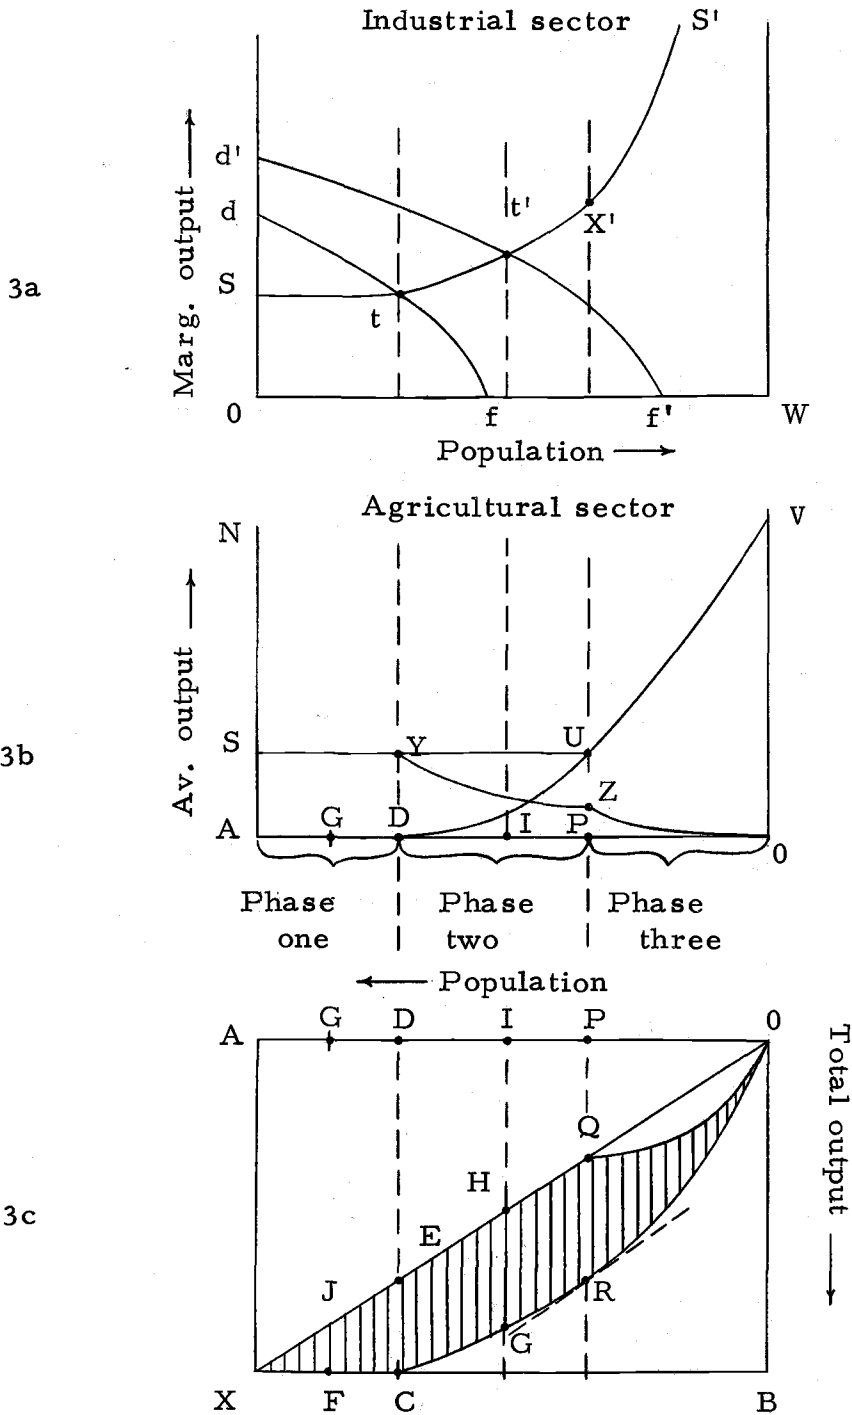 Industrial sector
S'
d'
t'
d
X'
S
3a
t
Marg. output
0
f
f'
W
Population
Agricultural sector
N
V
S
Y
U
3b
Av. output
Z
G
D
I
P
A
0
Phase one
Phase two
Phase three
Population
G
D
I
P
0
A
Total output
Q
H
3c
E
J
R
G
X
F
C
B